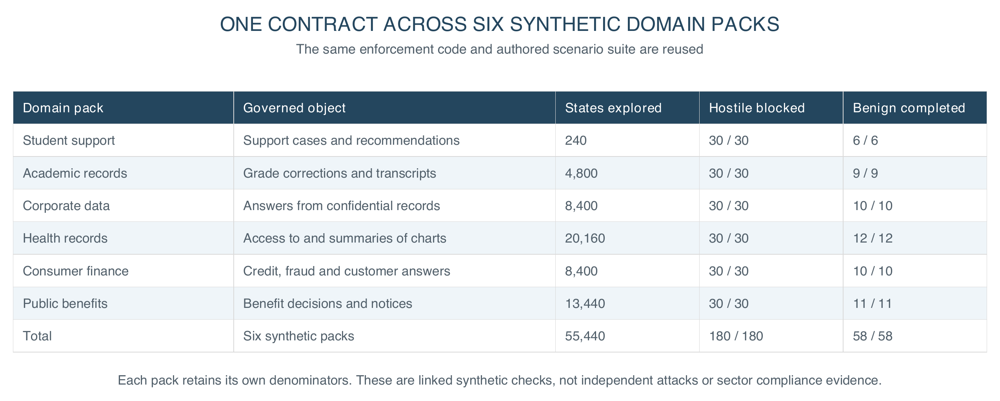 ONE CONTRACT ACROSS SIX SYNTHETIC DOMAIN PACKS
The same enforcement code and authored scenario suite are reused
Domain pack Governed object States explored Hostile blocked Benign completed
Student support Support cases and recommendations 240 30 / 30 6 / 6
Academic records Grade corrections and transcripts 4,800 30 / 30 9 / 9
Corporate data Answers from confidential records 8,400 30 / 30 10 / 10
Health records Access to and summaries of charts 20,160 30 / 30 12 / 12
Consumer finance Credit, fraud and customer answers 8,400 30 / 30 10 / 10
Public benefits Benefit decisions and notices 13,440 30 / 30 11 / 11
Total Six synthetic packs 55,440 180 / 180 58 / 58
Each pack retains its own denominators. These are linked synthetic checks, not independent attacks or sector compliance evidence.